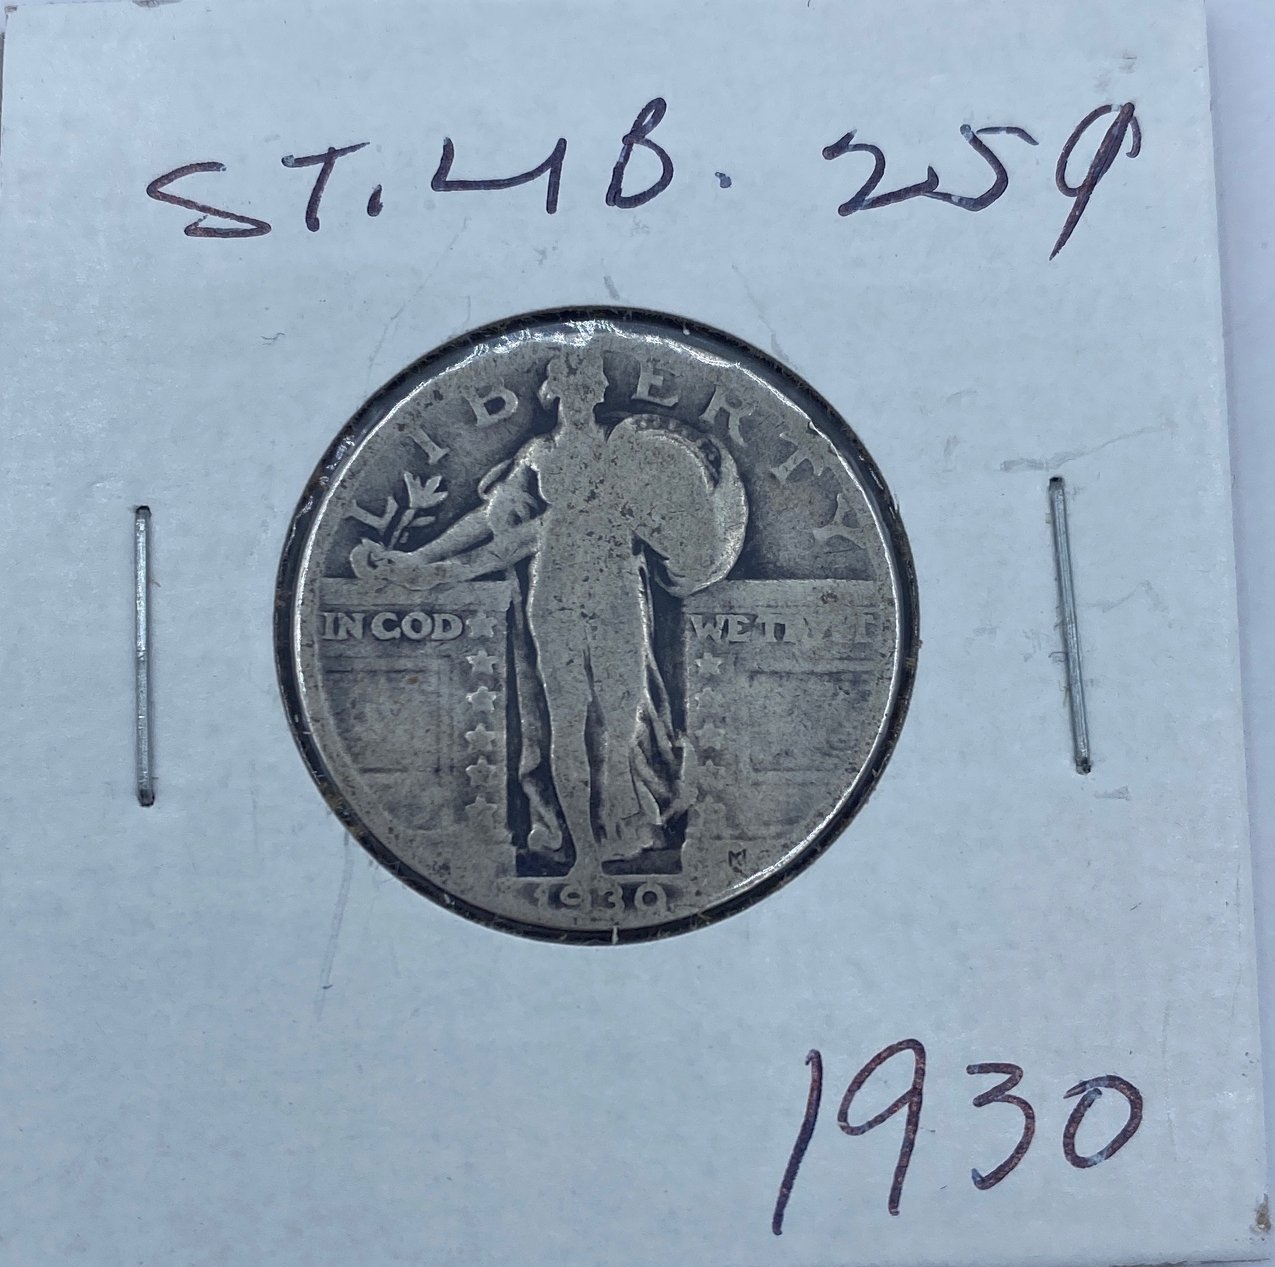 ST. LIB. 25¢
LIBERTY
IN GOD WE TRUST
M
1930
1930